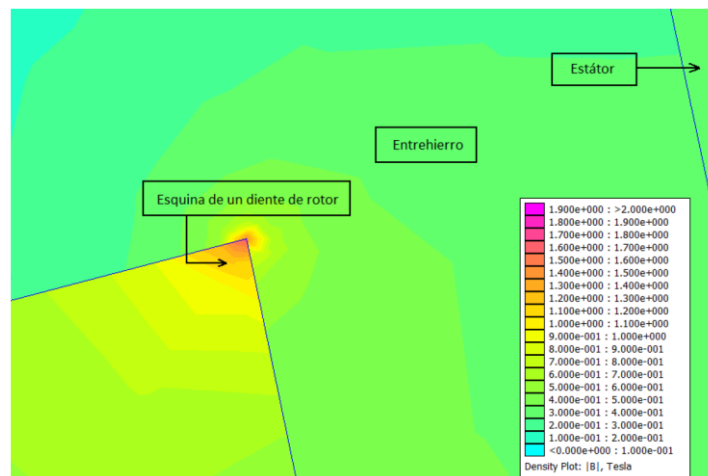 Estátor
Entrehierro
Esquina de un diente de rotor
1.900e+000 : >2.000e+000
1.800e+000 : 1.900e+000
1.700e+000 : 1.800e+000
1.600e+000 : 1.700e+000
1.500e+000 : 1.600e+000
1.400e+000 : 1.500e+000
1.300e+000 : 1.400e+000
1.200e+000 : 1.300e+000
1.100e+000 : 1.200e+000
1.000e+000 : 1.100e+000
9.000e-001 : 1.000e+000
8.000e-001 : 9.000e-001
7.000e-001 : 8.000e-001
6.000e-001 : 7.000e-001
5.000e-001 : 6.000e-001
4.000e-001 : 5.000e-001
3.000e-001 : 4.000e-001
2.000e-001 : 3.000e-001
1.000e-001 : 2.000e-001
<0.000e+000 : 1.000e-001
Density Plot: |B|, Tesla